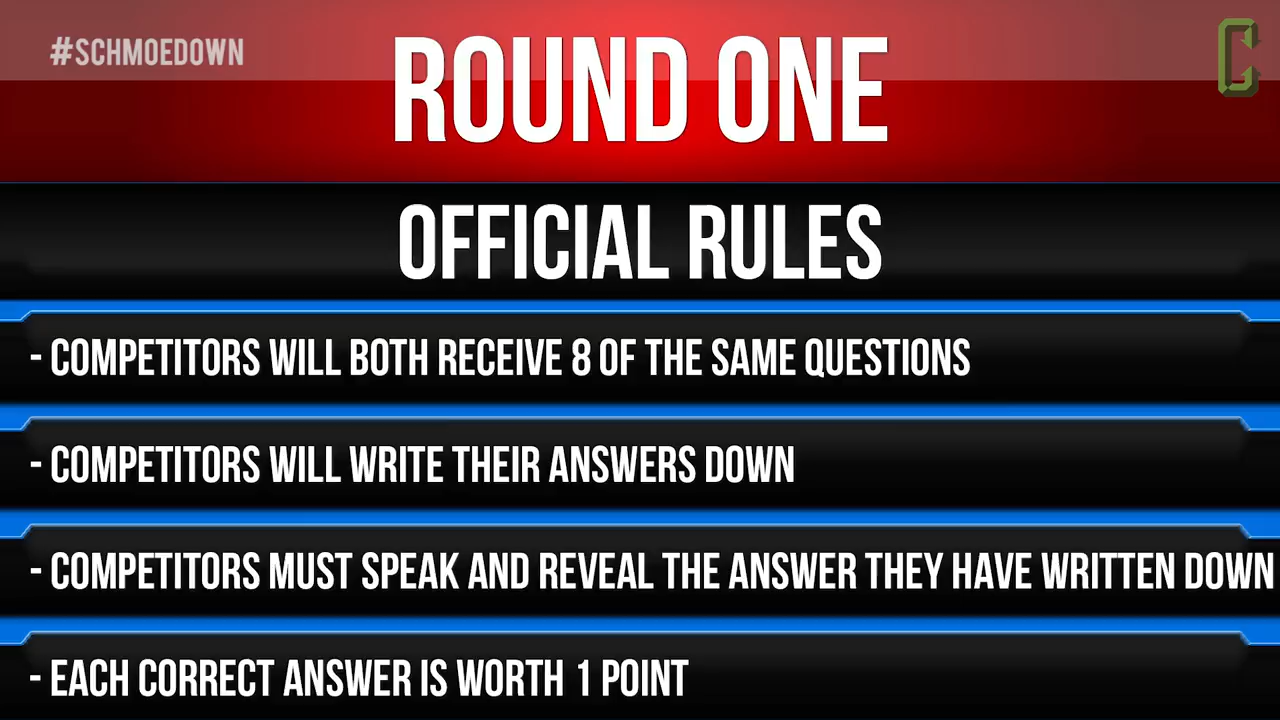 #SCHMOEDOWN
ROUND ONE
OFFICIAL RULES
- COMPETITORS WILL BOTH RECEIVE 8 OF THE SAME QUESTIONS
- COMPETITORS WILL WRITE THEIR ANSWERS DOWN
- COMPETITORS MUST SPEAK AND REVEAL THE ANSWER THEY HAVE WRITTEN DOWN
- EACH CORRECT ANSWER IS WORTH 1 POINT